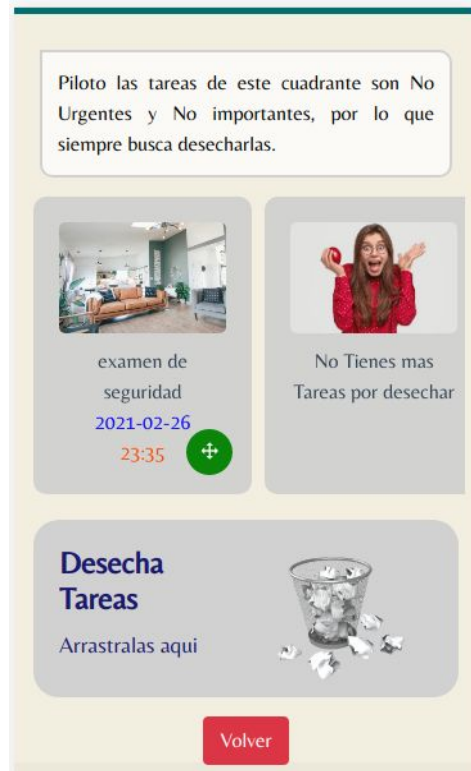 Piloto las tareas de este cuadrante son No
Urgentes y No importantes, por lo que
siempre busca desecharlas.
examen de
seguridad
2021-02-26
23:35
No Tienes mas
Tareas por desechar
Desecha
Tareas
Arrastralas aqui
Volver